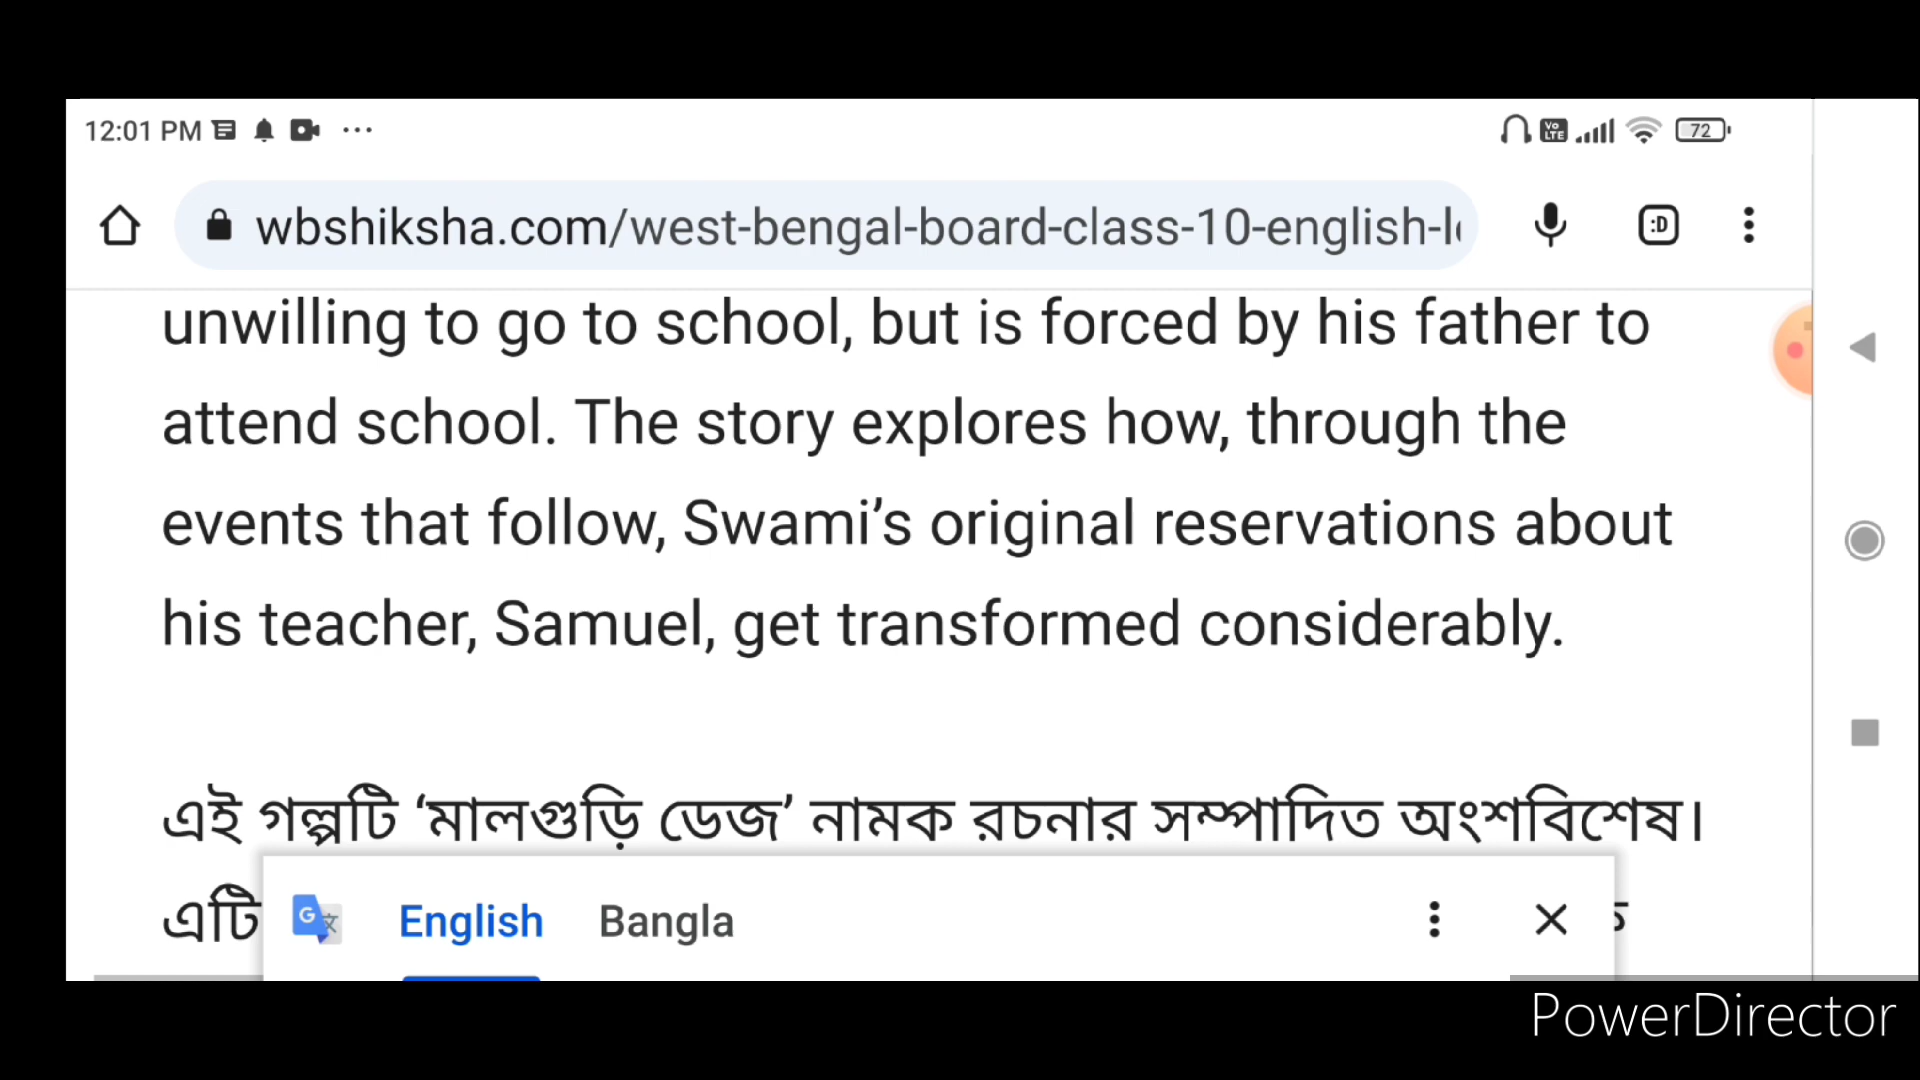 12:01 PM ... Vo LTE 72
wbshiksha.com/west-bengal-board-class-10-english-l
:D
unwilling to go to school, but is forced by his father to
attend school. The story explores how, through the
events that follow, Swami’s original reservations about
his teacher, Samuel, get transformed considerably.
এই গল্পটি ‘মালগুড়ি ডেজ’ নামক রচনার সম্পাদিত অংশবিশেষ।
এটি
English Bangla
PowerDirector